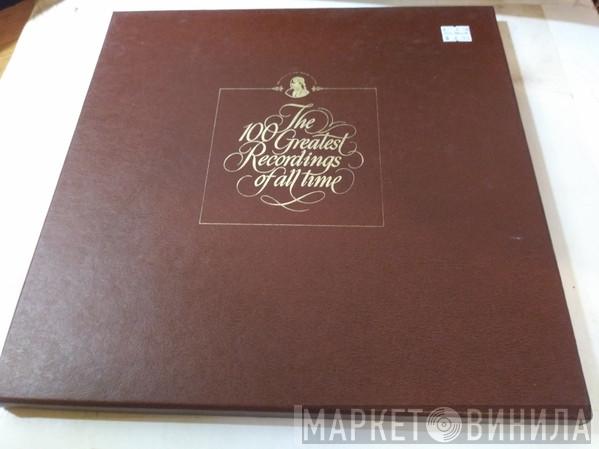 The
100 Greatest
Recordings
of all time
МАРКЕТ ВИНИЛА